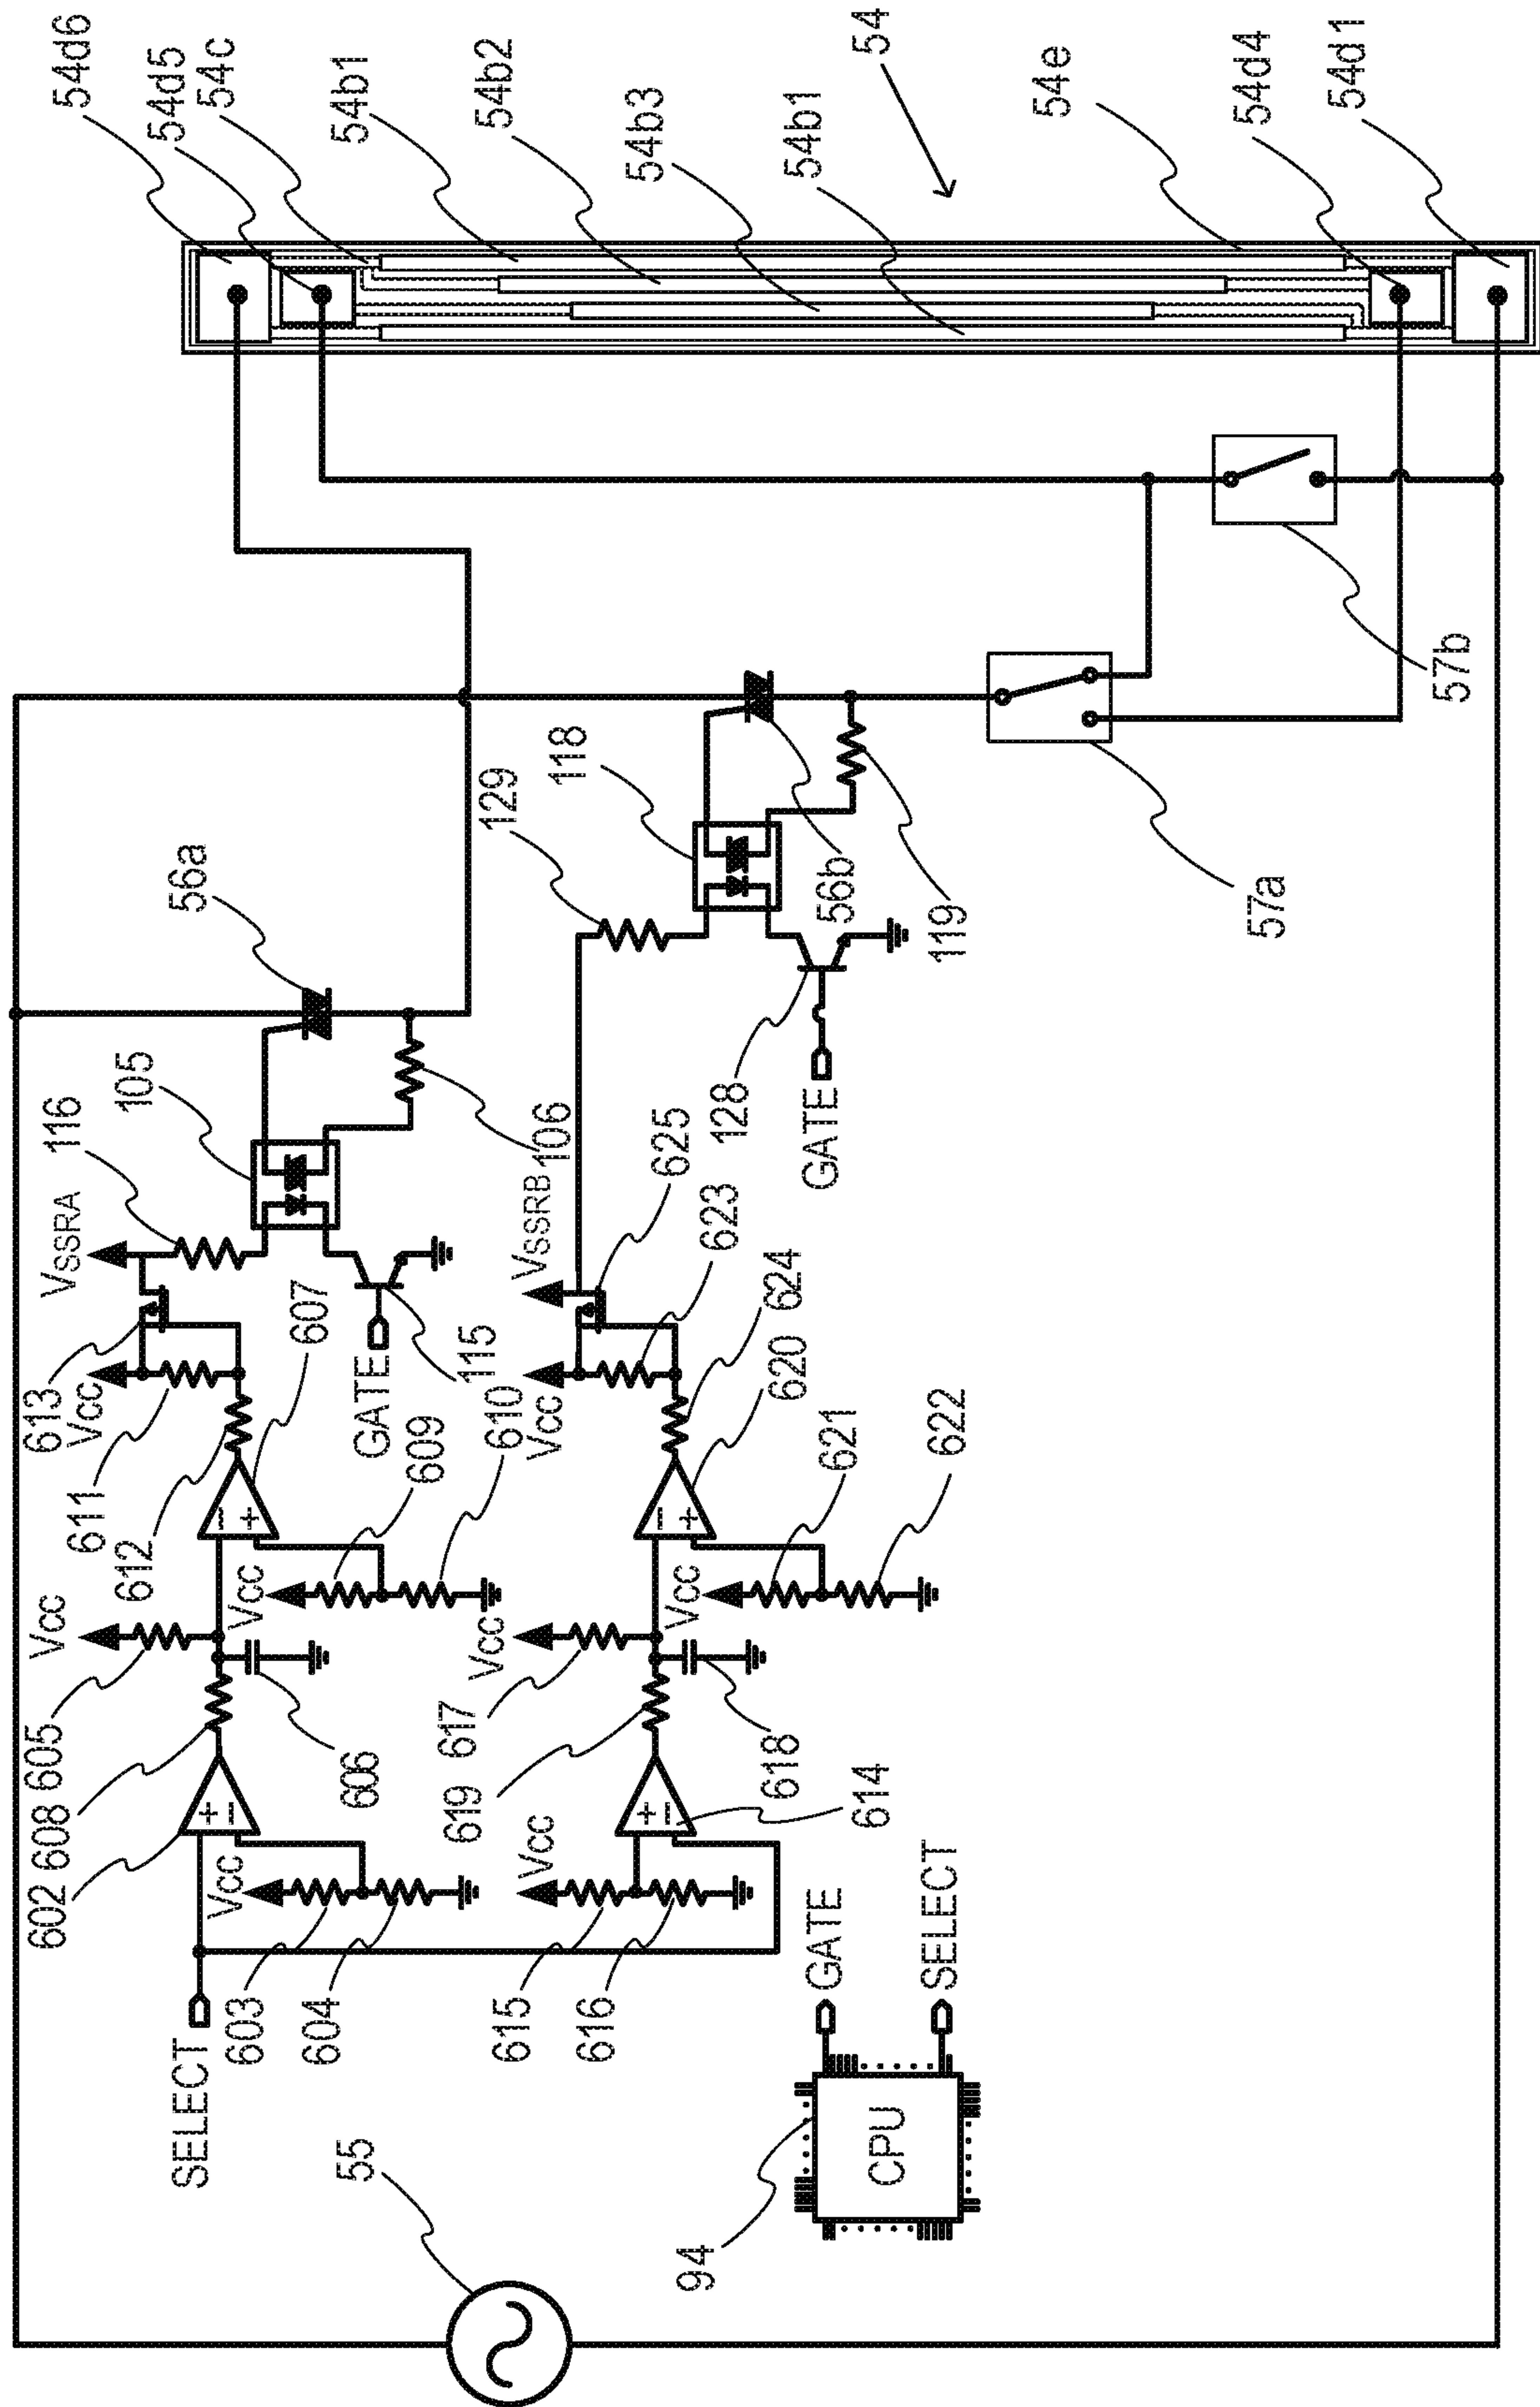 54d6
54d5
54c
54b1
54b2
54b3
54b1
54
54e
54d4
54d1
56a
105
116
VSSRA
106
129
118
56b
119
57a
57b
613
Vcc
611
612
607
GATE
115
609
610
Vcc
VSSRB
625
623
624
620
621
622
Vcc
128
GATE
Vcc
605
608
602
606
Vcc
603
604
SELECT
Vcc
617
619
618
614
Vcc
Vcc
615
616
55
94
CPU
GATE
SELECT